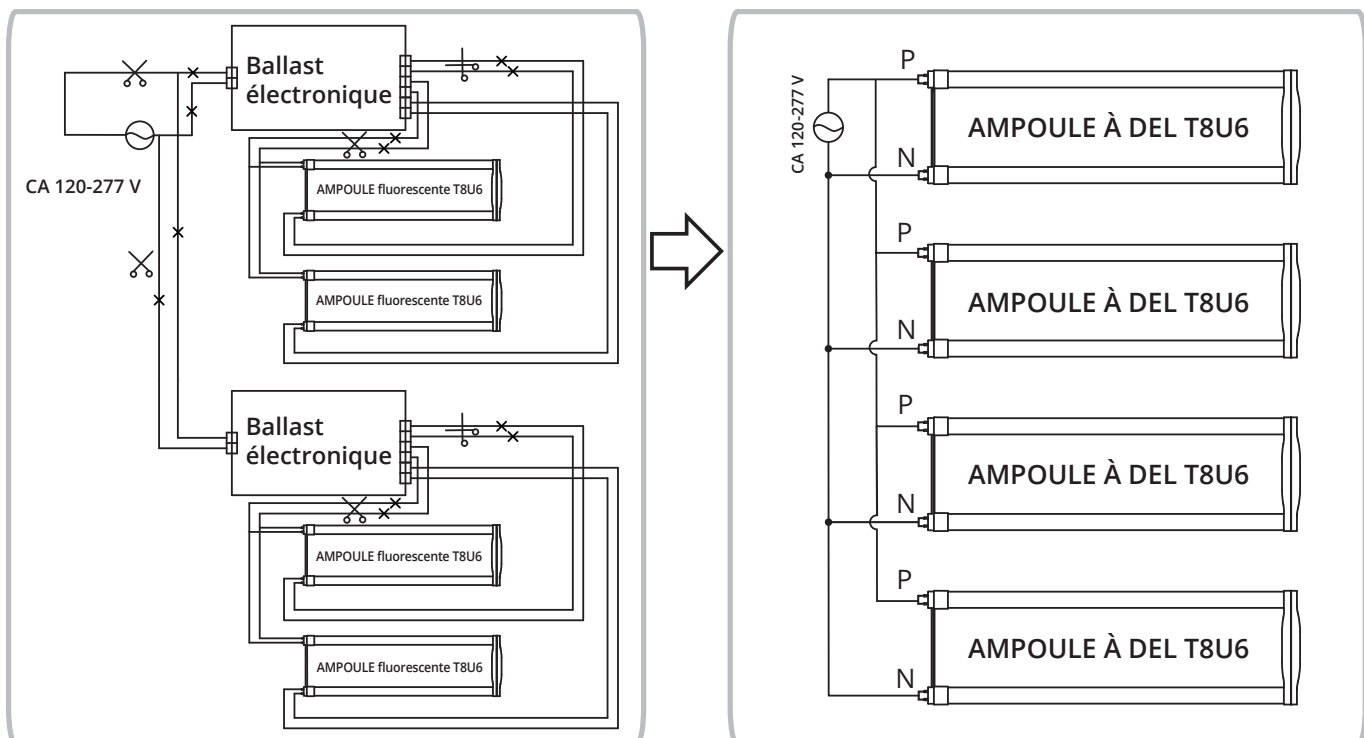 Ballast
électronique
CA 120-277 V
AMPOULE fluorescente T8U6
AMPOULE fluorescente T8U6
Ballast
électronique
AMPOULE fluorescente T8U6
AMPOULE fluorescente T8U6
CA 120-277 V
P
AMPOULE À DEL T8U6
N
P
AMPOULE À DEL T8U6
N
P
AMPOULE À DEL T8U6
N
P
AMPOULE À DEL T8U6
N